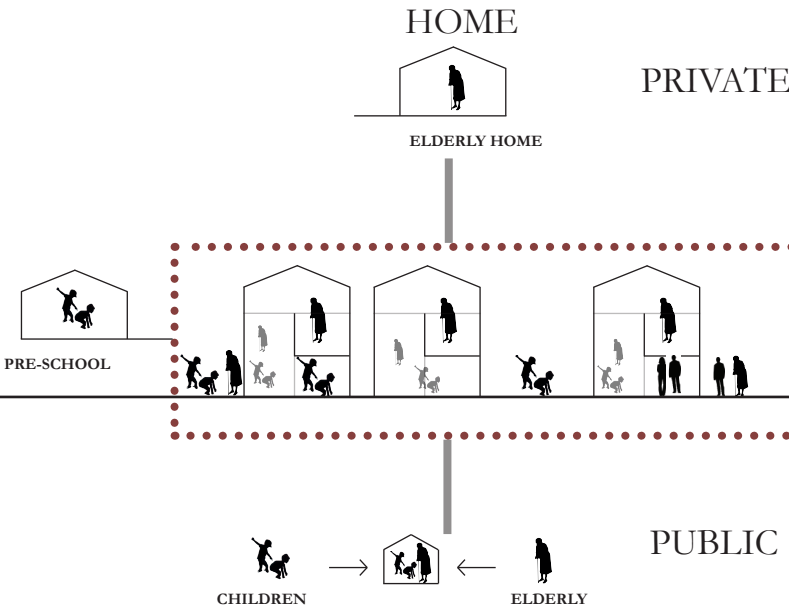 HOME
PRIVATE
ELDERLY HOME
PRE-SCHOOL
PUBLIC
CHILDREN
ELDERLY